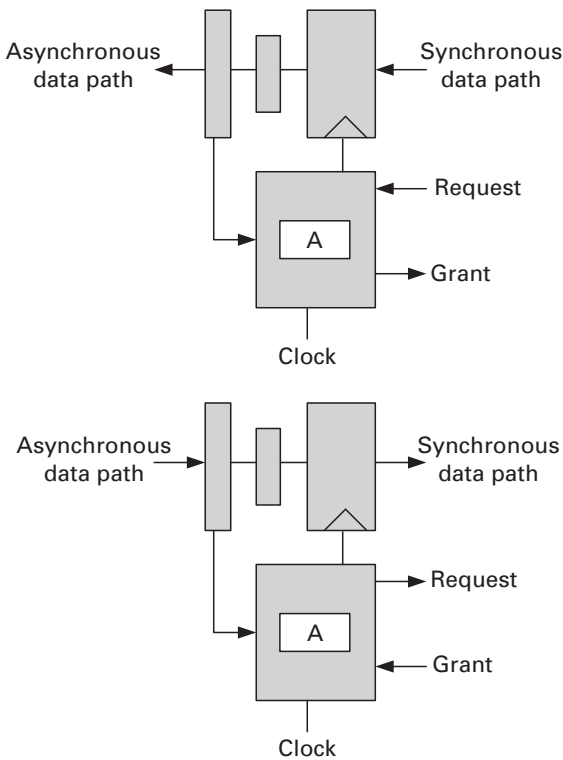 Asynchronous
data path
Synchronous
data path
Request
A
Grant
Clock
Asynchronous
data path
Synchronous
data path
Request
A
Grant
Clock